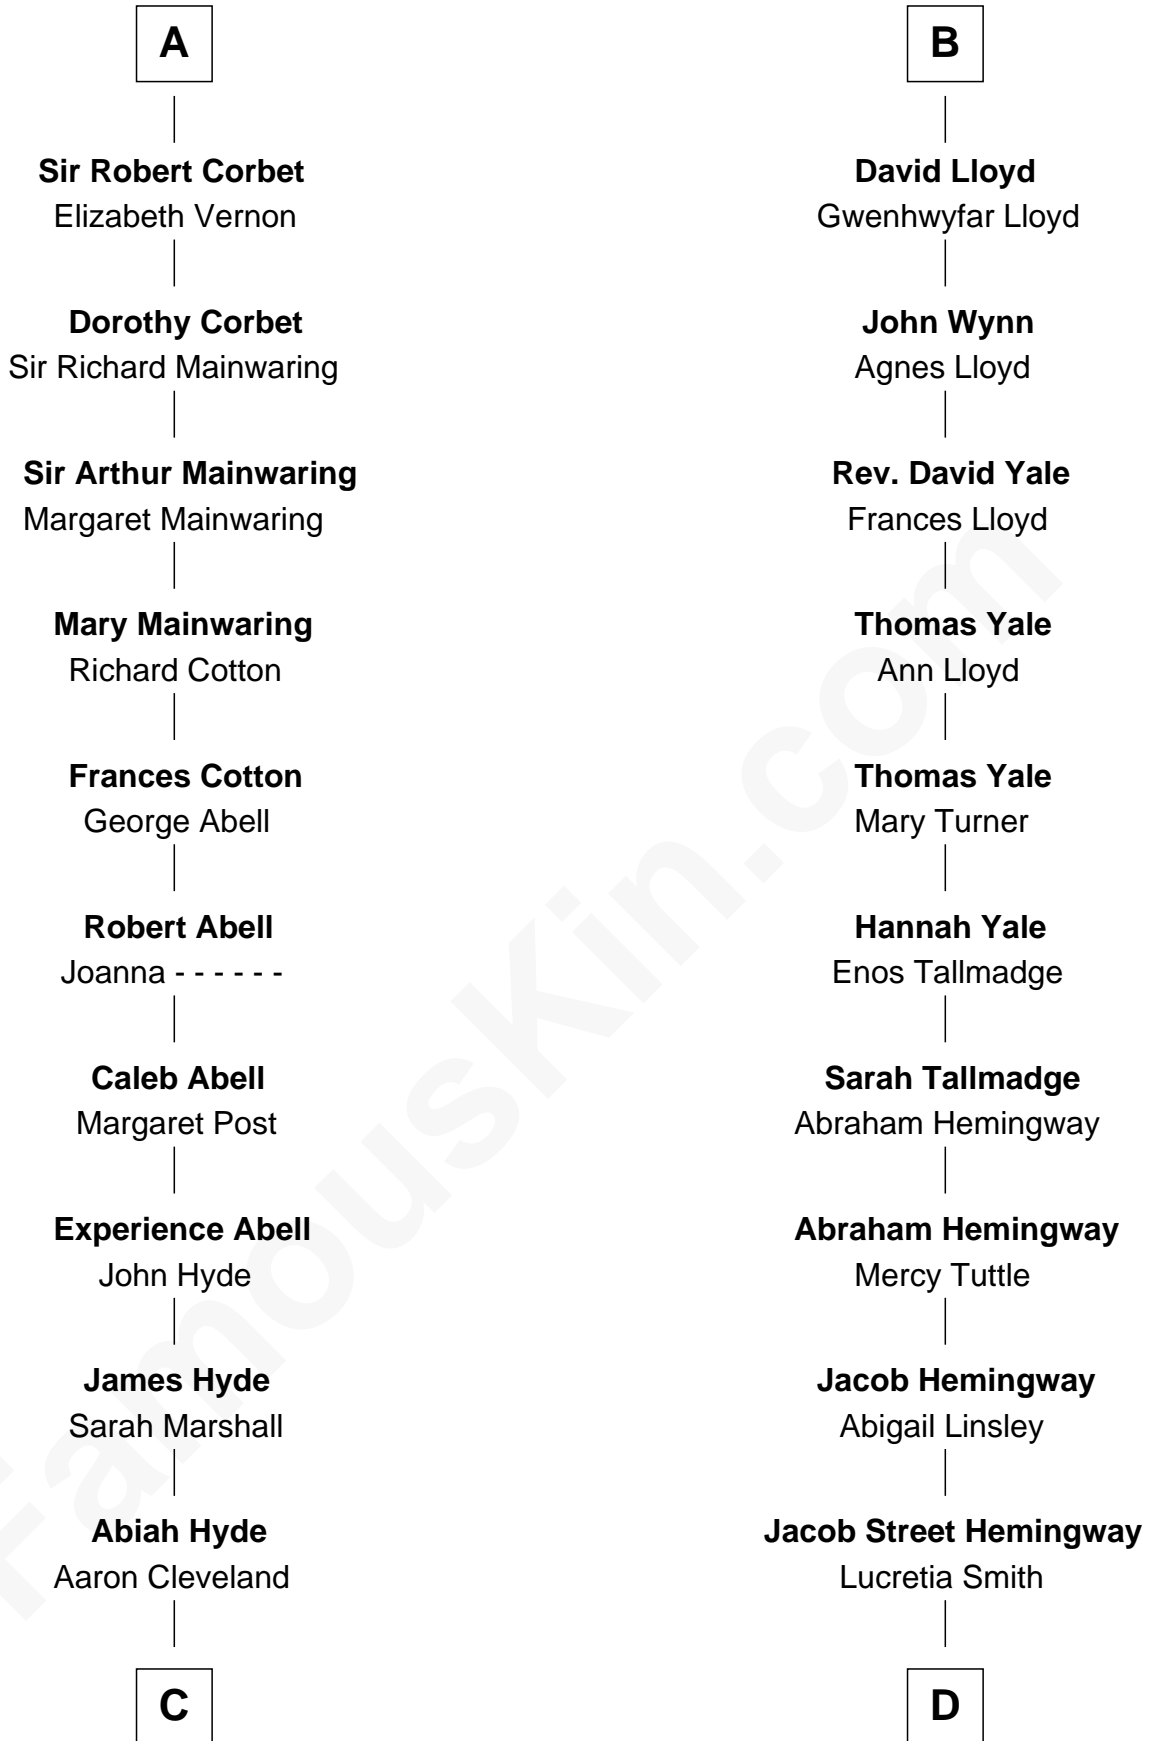 A
Sir Robert Corbet
Elizabeth Vernon
Dorothy Corbet
Sir Richard Mainwaring
Sir Arthur Mainwaring
Margaret Mainwaring
Mary Mainwaring
Richard Cotton
Frances Cotton
George Abell
Robert Abell
Joanna - - - - - -
Caleb Abell
Margaret Post
Experience Abell
John Hyde
James Hyde
Sarah Marshall
Abiah Hyde
Aaron Cleveland
C
B
David Lloyd
Gwenhwyfar Lloyd
John Wynn
Agnes Lloyd
Rev. David Yale
Frances Lloyd
Thomas Yale
Ann Lloyd
Thomas Yale
Mary Turner
Hannah Yale
Enos Tallmadge
Sarah Tallmadge
Abraham Hemingway
Abraham Hemingway
Mercy Tuttle
Jacob Hemingway
Abigail Linsley
Jacob Street Hemingway
Lucretia Smith
D
FamousKin.com